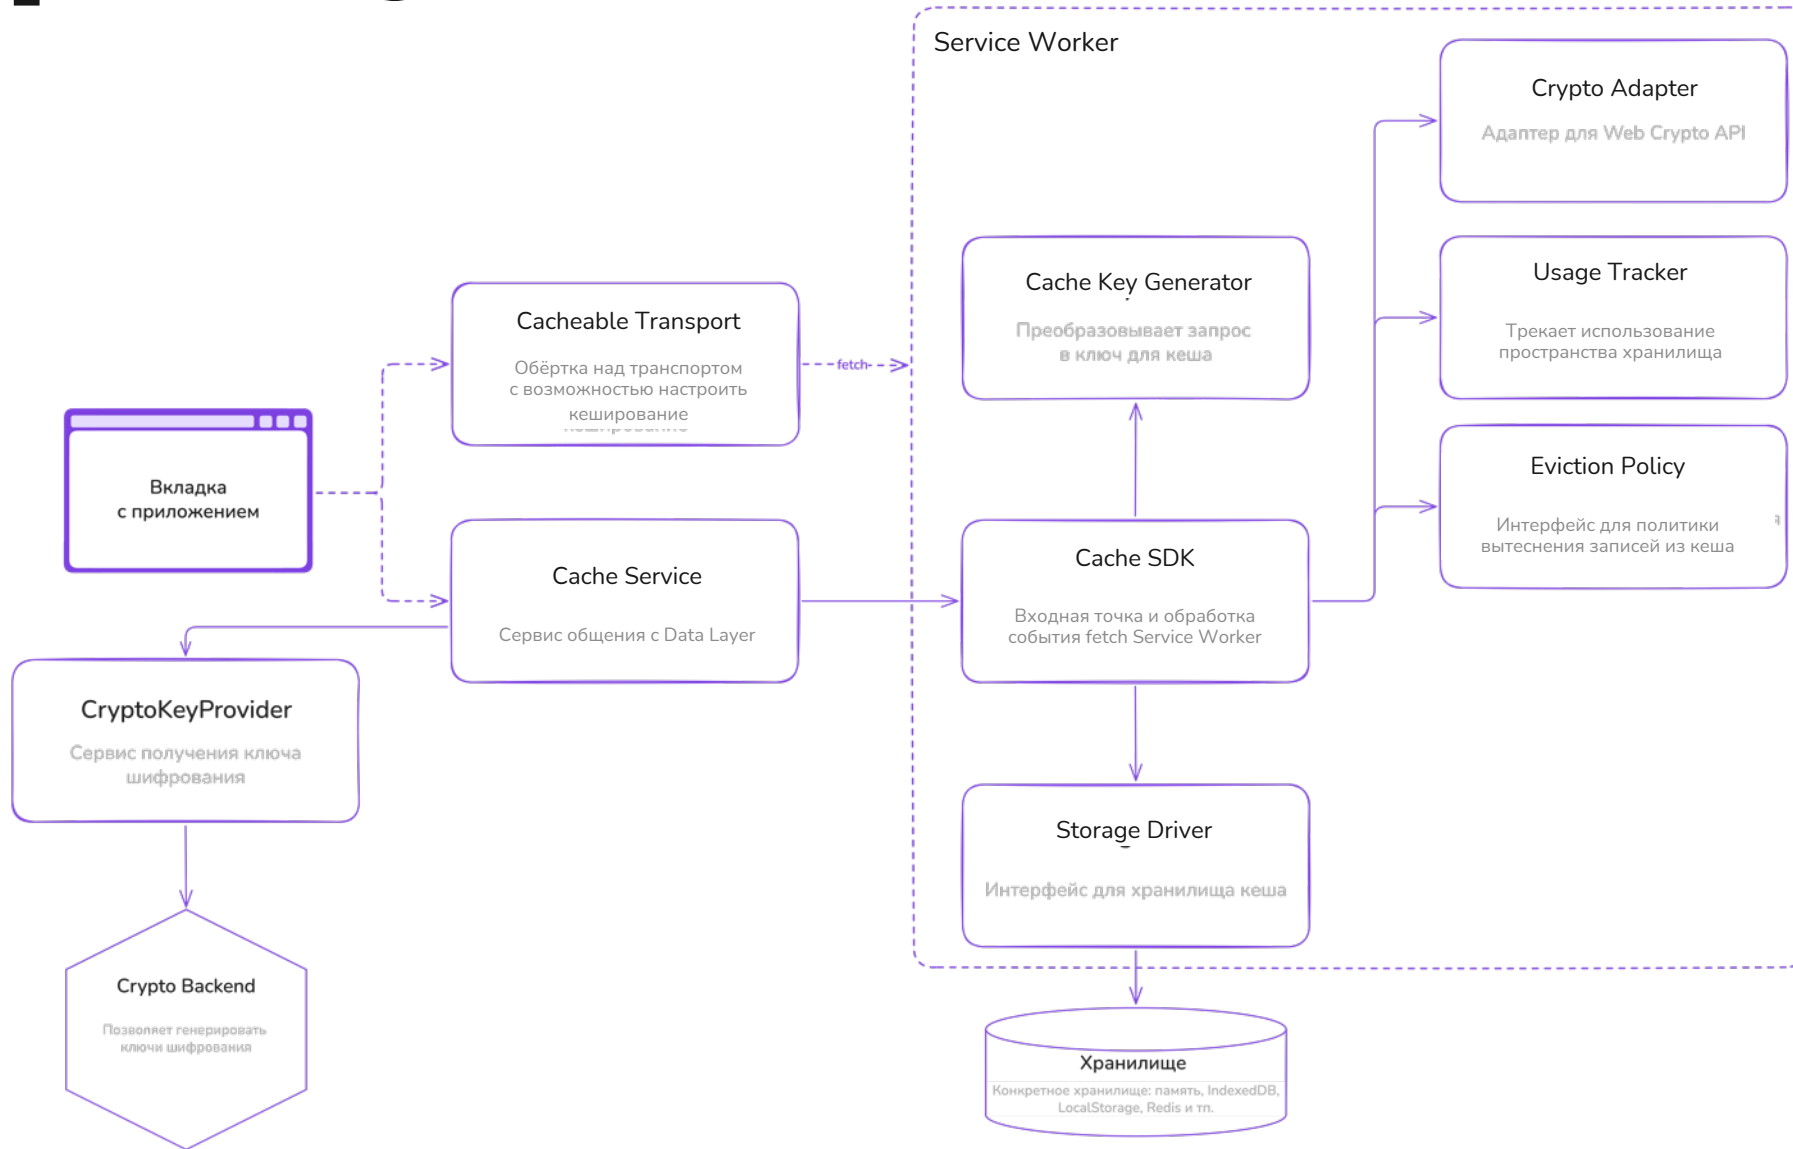 Service Worker
Crypto Adapter
Адаптер для Web Crypto API
Cache Key Generator
Преобразовывает запрос
в ключ для кеша
Usage Tracker
Трекает использование
пространства хранилища
Cacheable Transport
Обёртка над транспортом
с возможностью настроить
кеширование
fetch
Вкладка
с приложением
Eviction Policy
Интерфейс для политики
вытеснения записей из кеша
Cache Service
Сервис общения с Data Layer
Cache SDK
Входная точка и обработка
события fetch Service Worker
CryptoKeyProvider
Сервис получения ключа
шифрования
Storage Driver
Интерфейс для хранилища кеша
Crypto Backend
Позволяет генерировать
ключи шифрования
Хранилище
Конкретное хранилище: память, IndexedDB,
LocalStorage, Redis и тп.